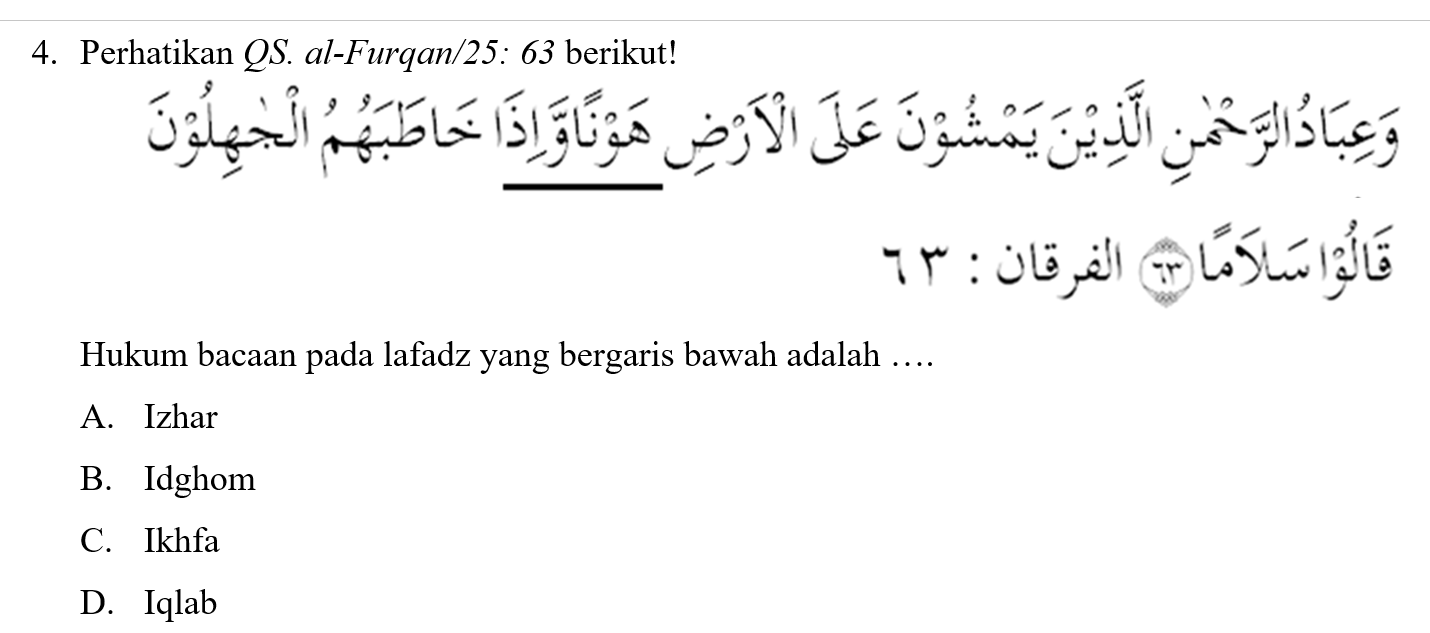 4. Perhatikan QS. al-Furqan/25: 63 berikut!
وَعِبَادُ الرَّحْمٰنِ الَّذِيْنَ يَمْشُوْنَ عَلَى الْاَرْضِ هَوْنًا وَّاِذَا خَاطَبَهُمُ الْجٰهِلُوْنَ
قَالُوْا سَلَامًا ٦٣ الفرقان : ٦٣
Hukum bacaan pada lafadz yang bergaris bawah adalah ….
A. Izhar
B. Idghom
C. Ikhfa
D. Iqlab